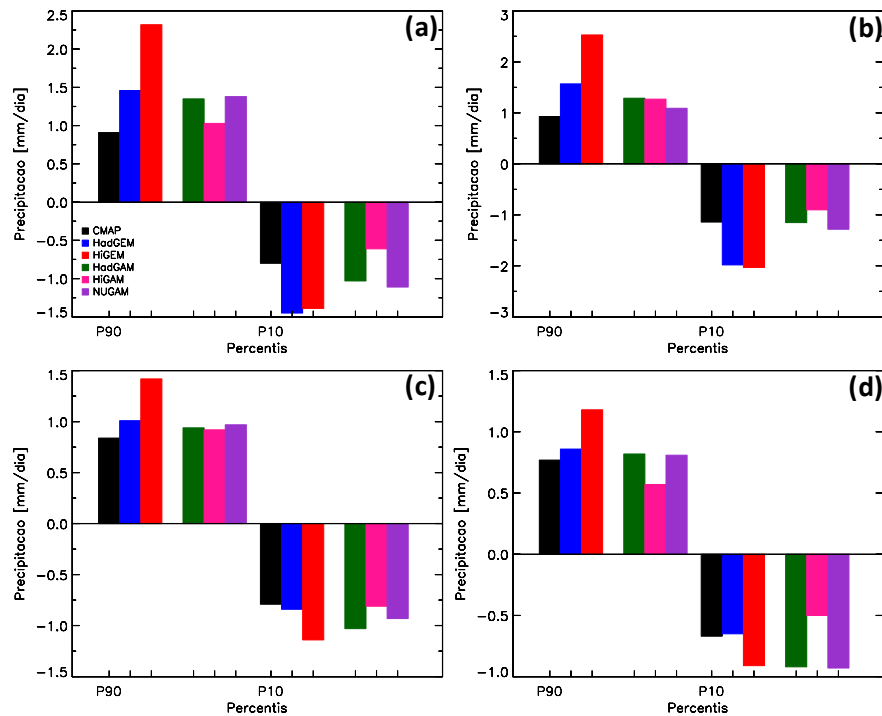 (a)
Precipitacao [mm/dia]
2.5
2.0
1.5
1.0
0.5
0.0
−0.5
−1.0
−1.5
CMAP
HadGEM
HiGEM
HadGAM
HiGAM
NUGAM
P90 P10
Percentis
(b)
Precipitacao [mm/dia]
3
2
1
0
−1
−2
−3
P90 P10
Percentis
(c)
Precipitacao [mm/dia]
1.5
1.0
0.5
0.0
−0.5
−1.0
−1.5
P90 P10
Percentis
(d)
Precipitacao [mm/dia]
1.5
1.0
0.5
0.0
−0.5
−1.0
P90 P10
Percentis